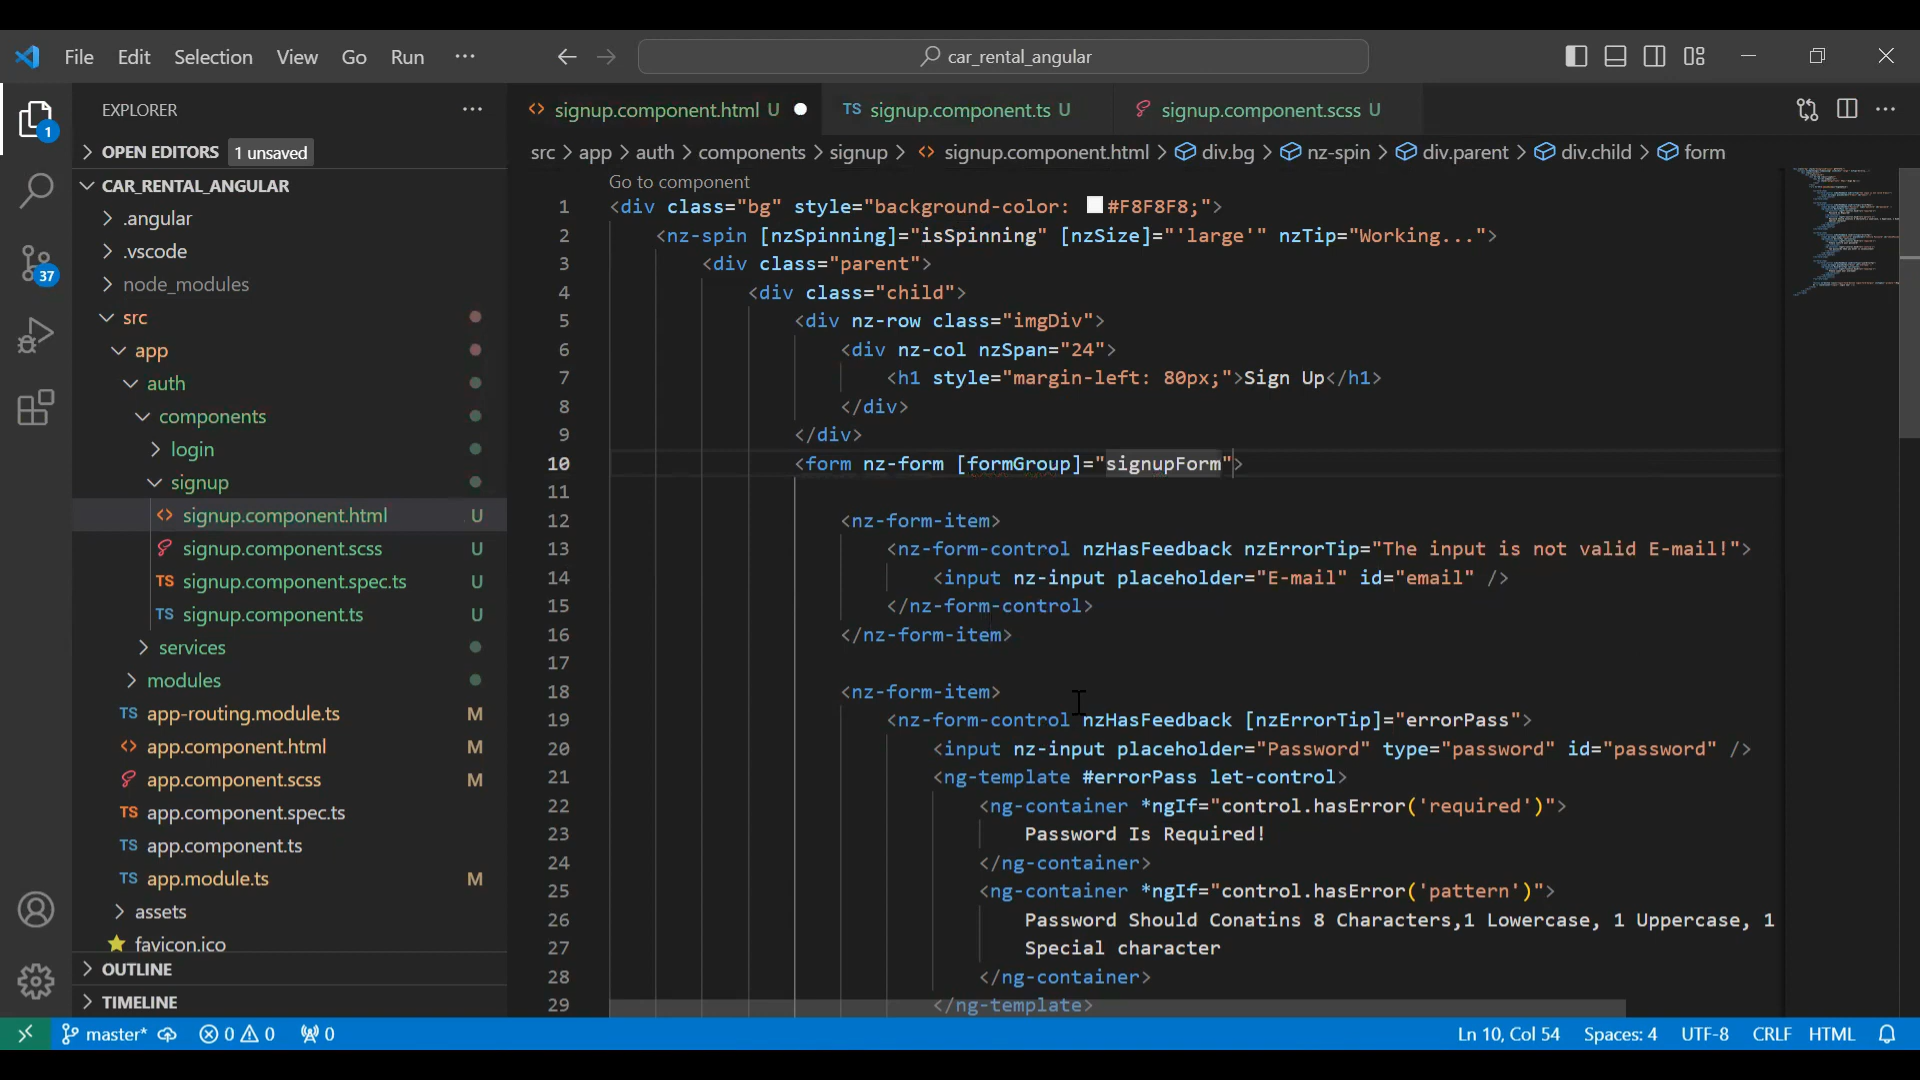 File Edit Selection View Go Run ··· car_rental_angular
EXPLORER ···
OPEN EDITORS 1 unsaved
CAR_RENTAL_ANGULAR
.angular
.vscode
node_modules
src
app
auth
components
login
signup
signup.component.html U
signup.component.scss U
TS signup.component.spec.ts U
TS signup.component.ts U
services
modules
TS app-routing.module.ts M
app.component.html M
app.component.scss M
TS app.component.spec.ts
TS app.component.ts
TS app.module.ts M
assets
favicon.ico
OUTLINE
TIMELINE
1
37
signup.component.html U TS signup.component.ts U signup.component.scss U
src > app > auth > components > signup > signup.component.html > div.bg > nz-spin > div.parent > div.child > form
Go to component
1 <div class="bg" style="background-color: #F8F8F8;">
2 <nz-spin [nzSpinning]="isSpinning" [nzSize]="'large'" nzTip="Working...">
3 <div class="parent">
4 <div class="child">
5 <div nz-row class="imgDiv">
6 <div nz-col nzSpan="24">
7 <h1 style="margin-left: 80px;">Sign Up</h1>
8 </div>
9 </div>
10 <form nz-form [formGroup]="signupForm">
11
12 <nz-form-item>
13 <nz-form-control nzHasFeedback nzErrorTip="The input is not valid E-mail!">
14 <input nz-input placeholder="E-mail" id="email" />
15 </nz-form-control>
16 </nz-form-item>
17
18 <nz-form-item>
19 <nz-form-control nzHasFeedback [nzErrorTip]="errorPass">
20 <input nz-input placeholder="Password" type="password" id="password" />
21 <ng-template #errorPass let-control>
22 <ng-container *ngIf="control.hasError('required')">
23 Password Is Required!
24 </ng-container>
25 <ng-container *ngIf="control.hasError('pattern')">
26 Password Should Conatins 8 Characters,1 Lowercase, 1 Uppercase, 1
27 Special character
28 </ng-container>
29 </ng-template>
master* 0 0 0 Ln 10, Col 54 Spaces: 4 UTF-8 CRLF HTML